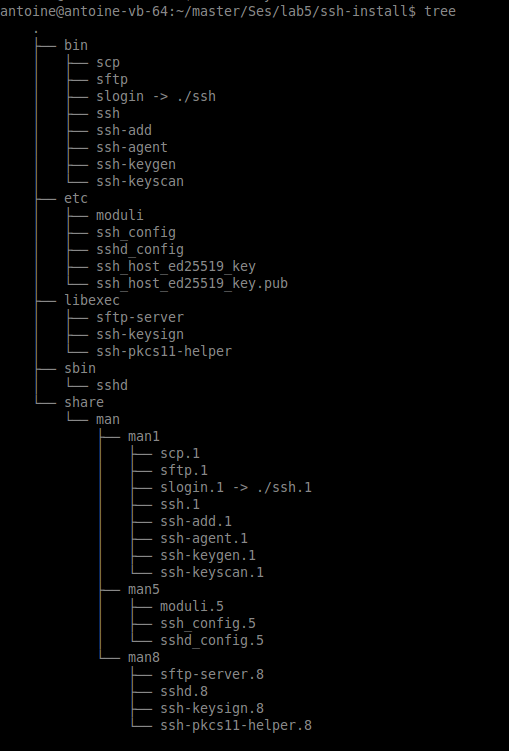 antoine@antoine-vb-64:~/master/Ses/lab5/ssh-install$ tree
.
├── bin
│   ├── scp
│   ├── sftp
│   ├── slogin -> ./ssh
│   ├── ssh
│   ├── ssh-add
│   ├── ssh-agent
│   ├── ssh-keygen
│   └── ssh-keyscan
├── etc
│   ├── moduli
│   ├── ssh_config
│   ├── sshd_config
│   ├── ssh_host_ed25519_key
│   └── ssh_host_ed25519_key.pub
├── libexec
│   ├── sftp-server
│   ├── ssh-keysign
│   └── ssh-pkcs11-helper
├── sbin
│   └── sshd
└── share
    └── man
        ├── man1
        │   ├── scp.1
        │   ├── sftp.1
        │   ├── slogin.1 -> ./ssh.1
        │   ├── ssh.1
        │   ├── ssh-add.1
        │   ├── ssh-agent.1
        │   ├── ssh-keygen.1
        │   └── ssh-keyscan.1
        ├── man5
        │   ├── moduli.5
        │   ├── ssh_config.5
        │   └── sshd_config.5
        └── man8
            ├── sftp-server.8
            ├── sshd.8
            ├── ssh-keysign.8
            └── ssh-pkcs11-helper.8